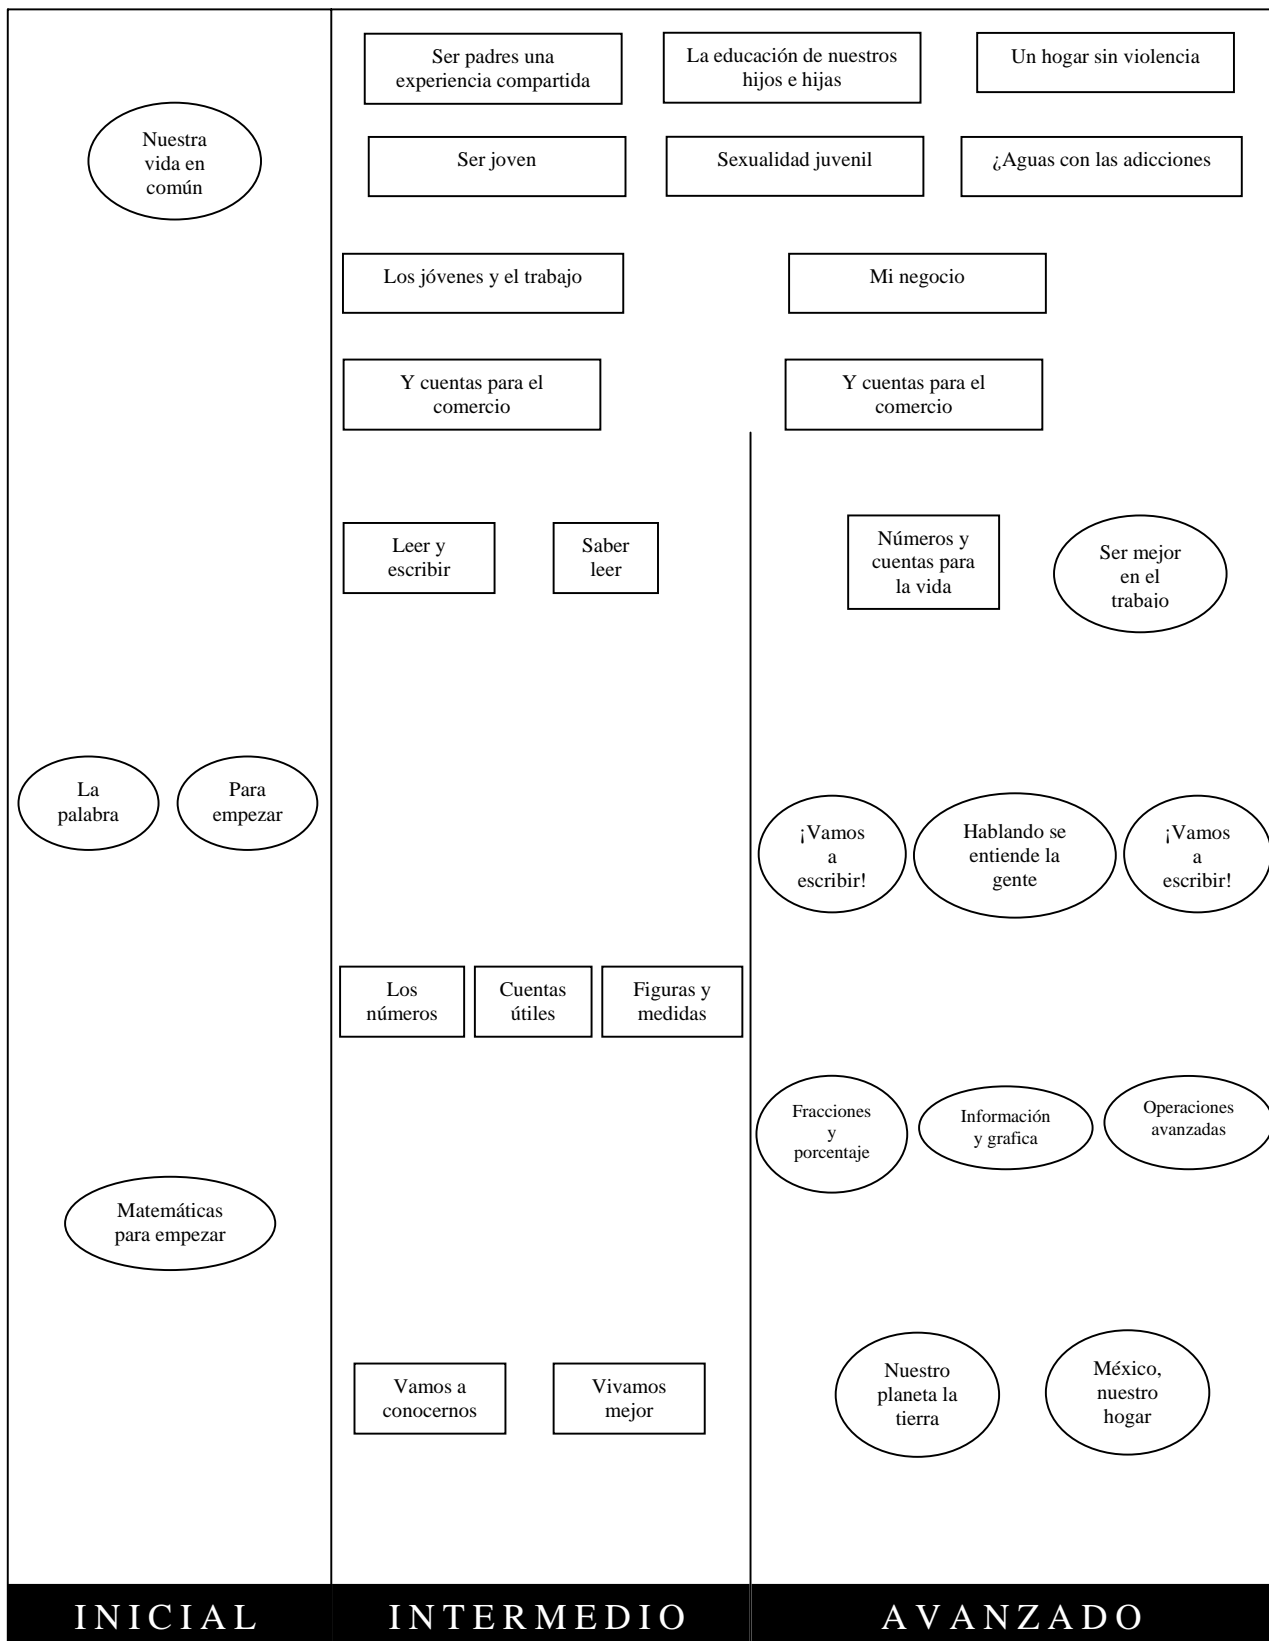 Ser padres una
experiencia compartida
La educación de nuestros
hijos e hijas
Un hogar sin violencia
Nuestra
vida en
común
Ser joven
Sexualidad juvenil
¿Aguas con las adicciones
Los jóvenes y el trabajo
Mi negocio
Y cuentas para el
comercio
Y cuentas para el
comercio
Leer y
escribir
Saber
leer
Números y
cuentas para
la vida
Ser mejor
en el
trabajo
La
palabra
Para
empezar
¡Vamos
a
escribir!
Hablando se
entiende la
gente
¡Vamos
a
escribir!
Los
números
Cuentas
útiles
Figuras y
medidas
Fracciones
y
porcentaje
Información
y grafica
Operaciones
avanzadas
Matemáticas
para empezar
Vamos a
conocernos
Vivamos
mejor
Nuestro
planeta la
tierra
México,
nuestro
hogar
INICIAL
INTERMEDIO
AVANZADO